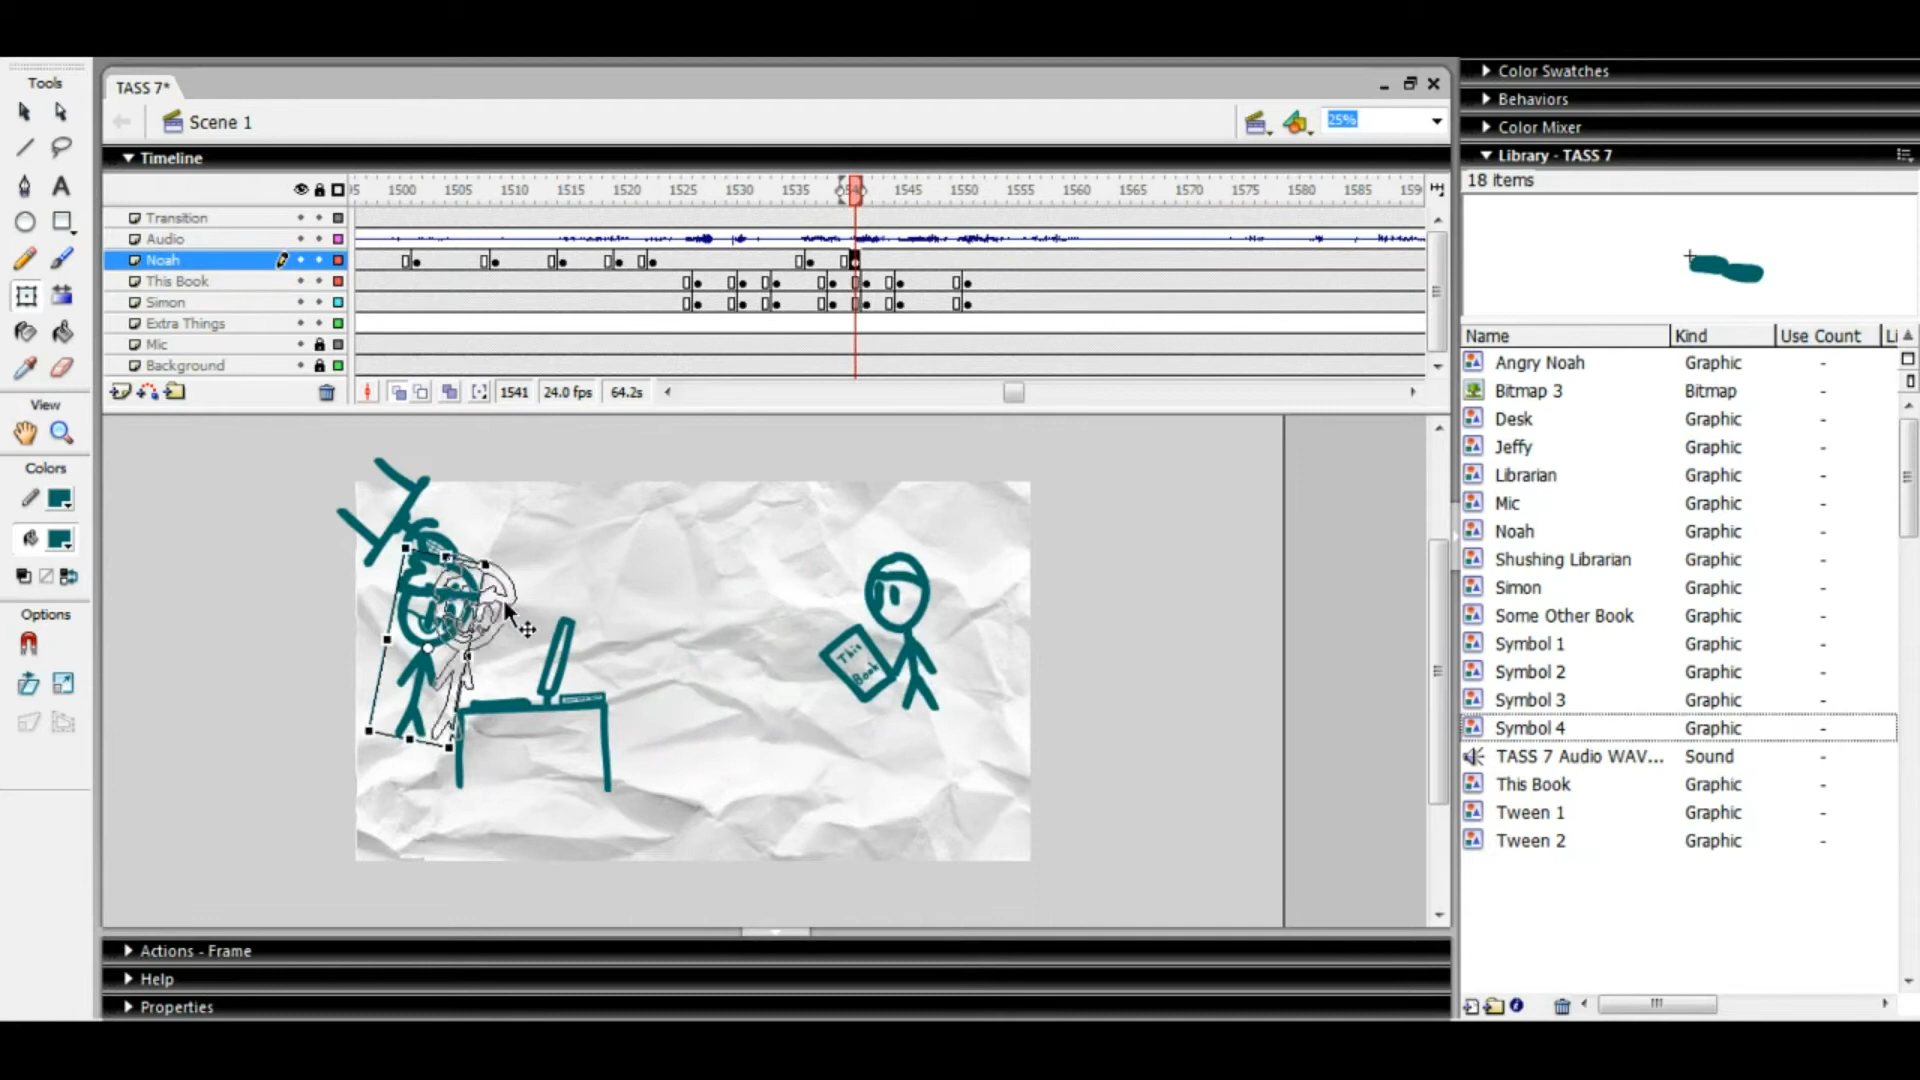 Tools
TASS 7*
Scene 1
25%
Timeline
1500 1505 1510 1515 1520 1525 1530 1535 1545 1550 1555 1560 1565 1570 1575 1580 1585
Transition
Audio
Noah
This Book
Simon
Extra Things
Mic
Background
1541 24.0 fps 64.2s
View
Colors
Options
This
Book
Actions - Frame
Help
Properties
Color Swatches
Behaviors
Color Mixer
Library - TASS 7
18 items
Name Kind Use Count Li
Angry Noah Graphic -
Bitmap 3 Bitmap -
Desk Graphic -
Jeffy Graphic -
Librarian Graphic -
Mic Graphic -
Noah Graphic -
Shushing Librarian Graphic -
Simon Graphic -
Some Other Book Graphic -
Symbol 1 Graphic -
Symbol 2 Graphic -
Symbol 3 Graphic -
Symbol 4 Graphic -
TASS 7 Audio WAV... Sound -
This Book Graphic -
Tween 1 Graphic -
Tween 2 Graphic -